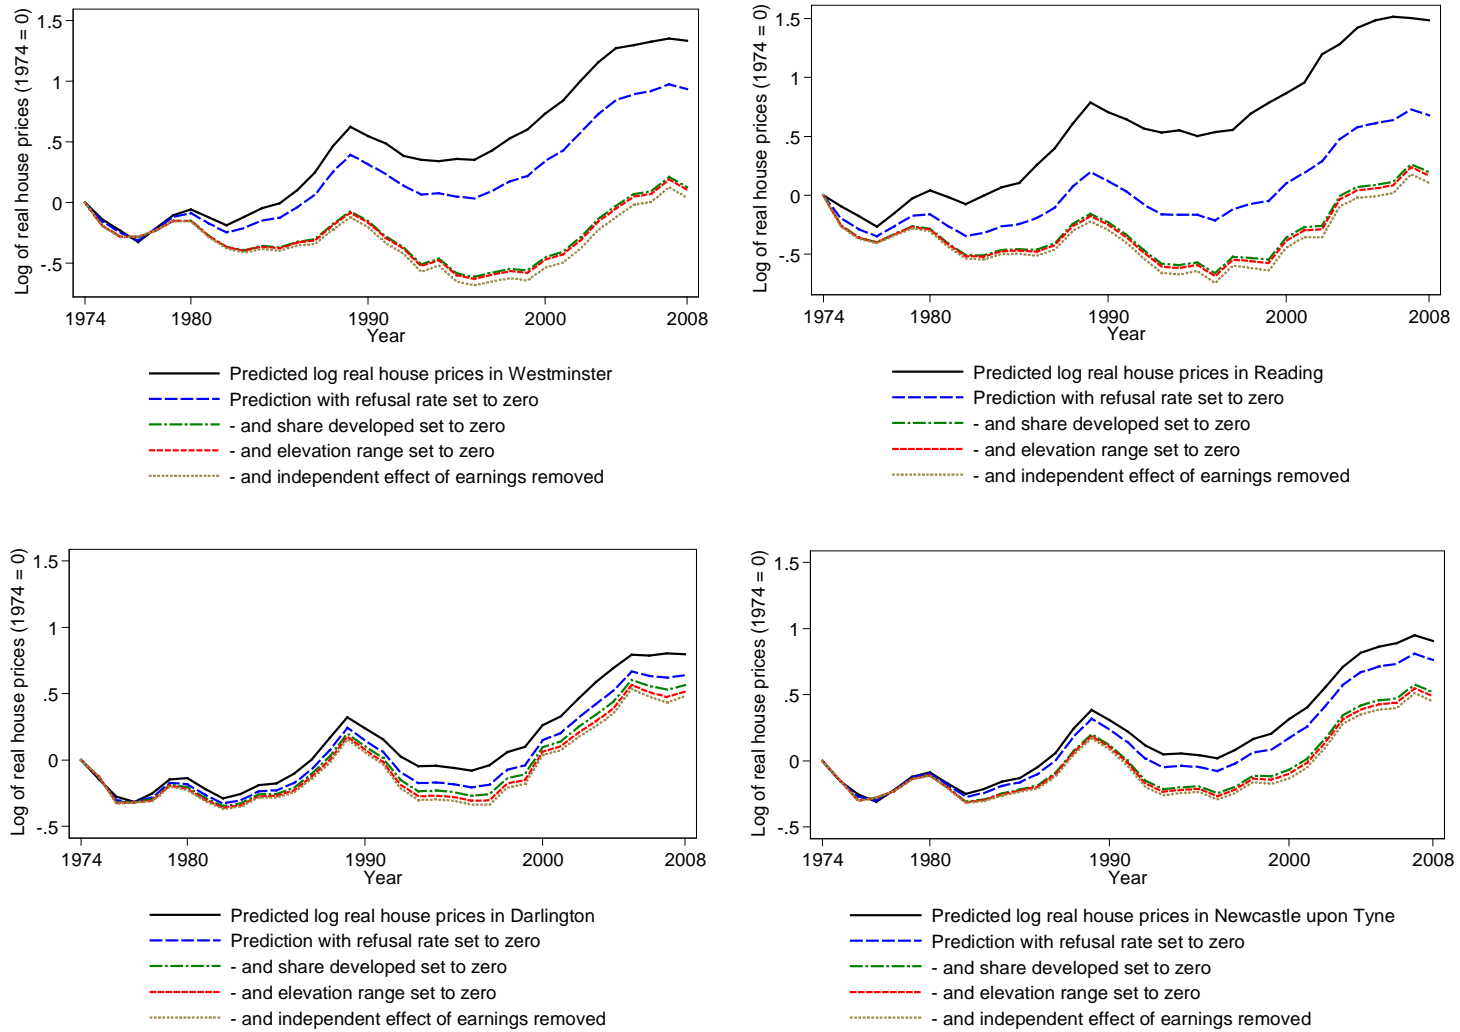 Log of real house prices (1974 = 0)
1.5
1
.5
0
-.5
1974
1980
1990
2000
2008
Year
Predicted log real house prices in Westminster
Prediction with refusal rate set to zero
- and share developed set to zero
- and elevation range set to zero
- and independent effect of earnings removed
Log of real house prices (1974 = 0)
1.5
1
.5
0
-.5
1974
1980
1990
2000
2008
Year
Predicted log real house prices in Reading
Prediction with refusal rate set to zero
- and share developed set to zero
- and elevation range set to zero
- and independent effect of earnings removed
Log of real house prices (1974 = 0)
1.5
1
.5
0
-.5
1974
1980
1990
2000
2008
Year
Predicted log real house prices in Darlington
Prediction with refusal rate set to zero
- and share developed set to zero
- and elevation range set to zero
- and independent effect of earnings removed
Log of real house prices (1974 = 0)
1.5
1
.5
0
-.5
1974
1980
1990
2000
2008
Year
Predicted log real house prices in Newcastle upon Tyne
Prediction with refusal rate set to zero
- and share developed set to zero
- and elevation range set to zero
- and independent effect of earnings removed